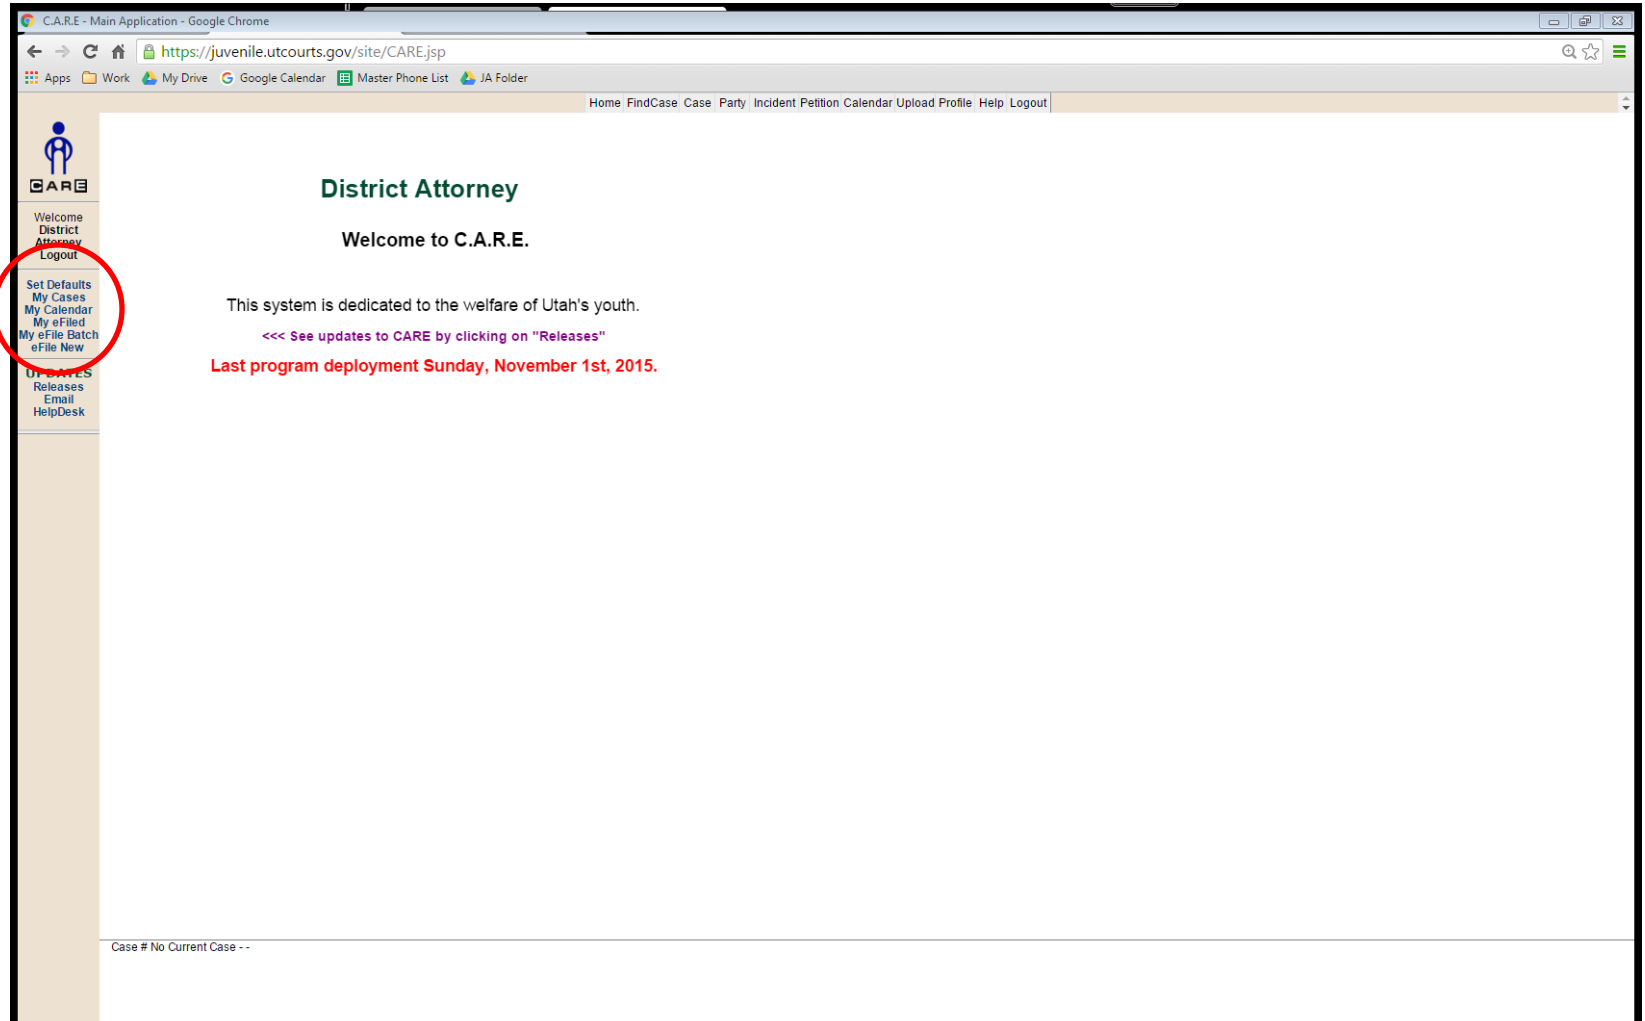 C.A.R.E - Main Application - Google Chrome
https://juvenile.utcourts.gov/site/CARE.jsp
Apps Work My Drive Google Calendar Master Phone List JA Folder
Home FindCase Case Party Incident Petition Calendar Upload Profile Help Logout
CARE
Welcome
District
Attorney
Logout
Set Defaults
My Cases
My Calendar
My eFiled
My eFile Batch
eFile New
UPDATES
Releases
Email
HelpDesk
District Attorney
Welcome to C.A.R.E.
This system is dedicated to the welfare of Utah's youth.
<<< See updates to CARE by clicking on "Releases"
Last program deployment Sunday, November 1st, 2015.
Case # No Current Case - -